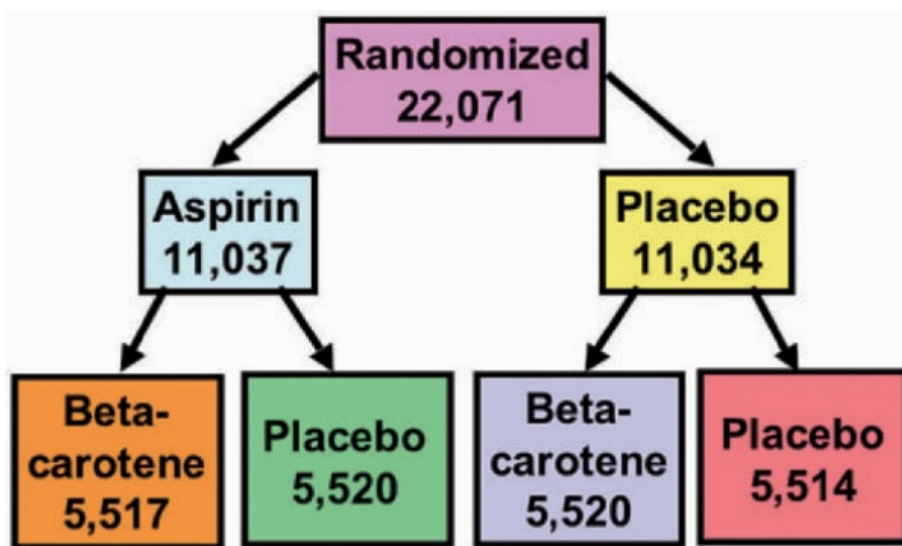 Randomized
22,071
Aspirin
11,037
Placebo
11,034
Beta-
carotene
5,517
Placebo
5,520
Beta-
carotene
5,520
Placebo
5,514